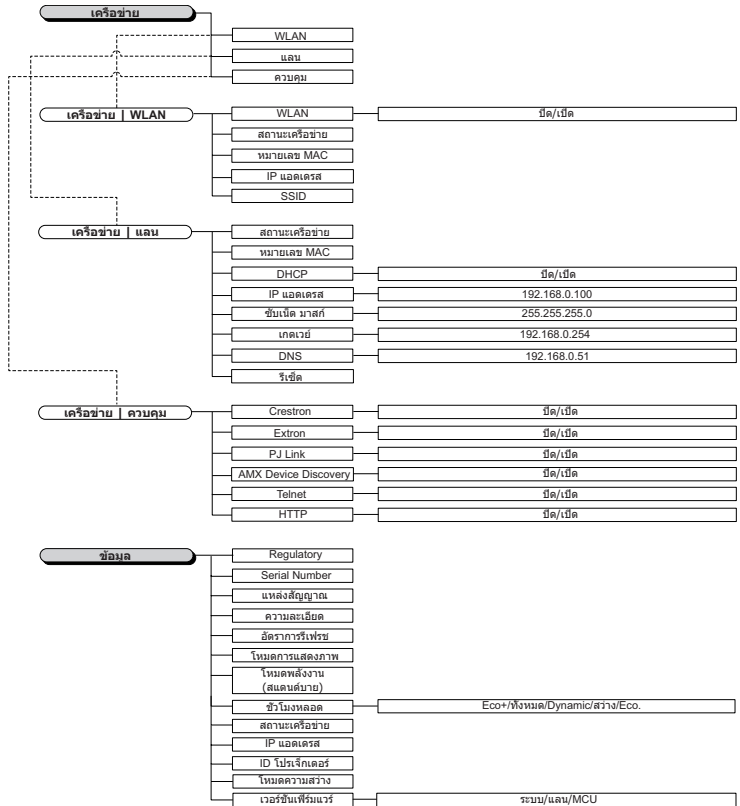 เครือข่าย
WLAN
แลน
ควบคุม
เครือข่าย | WLAN
WLAN
ปิด/เปิด
สถานะเครือข่าย
หมายเลข MAC
IP แอดเดรส
SSID
เครือข่าย | แลน
สถานะเครือข่าย
หมายเลข MAC
DHCP
ปิด/เปิด
IP แอดเดรส
192.168.0.100
ซับเน็ต มาสก์
255.255.255.0
เกตเวย์
192.168.0.254
DNS
192.168.0.51
รีเซ็ต
เครือข่าย | ควบคุม
Crestron
ปิด/เปิด
Extron
ปิด/เปิด
PJ Link
ปิด/เปิด
AMX Device Discovery
ปิด/เปิด
Telnet
ปิด/เปิด
HTTP
ปิด/เปิด
ข้อมูล
Regulatory
Serial Number
แหล่งสัญญาณ
ความละเอียด
อัตราการรีเฟรช
โหมดการแสดงภาพ
โหมดพลังงาน
(สแตนด์บาย)
ชั่วโมงหลอด
Eco+/ทั้งหมด/Dynamic/สว่าง/Eco.
สถานะเครือข่าย
IP แอดเดรส
ID โปรเจ็กเตอร์
โหมดความสว่าง
เวอร์ชันเฟิร์มแวร์
ระบบ/แลน/MCU